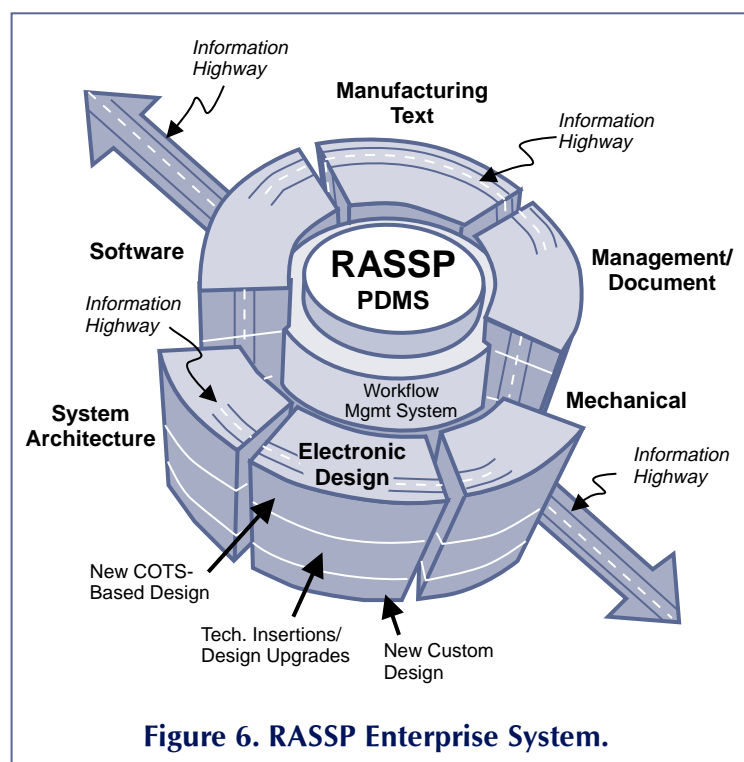 Information
Highway
Manufacturing
Text
Information
Highway
Software
RASSP
PDMS
Management/
Document
Information
Highway
Workflow
Mgmt System
System
Architecture
Mechanical
Electronic
Design
Information
Highway
New COTS-
Based Design
Tech. Insertions/
Design Upgrades
New Custom
Design
Figure 6. RASSP Enterprise System.